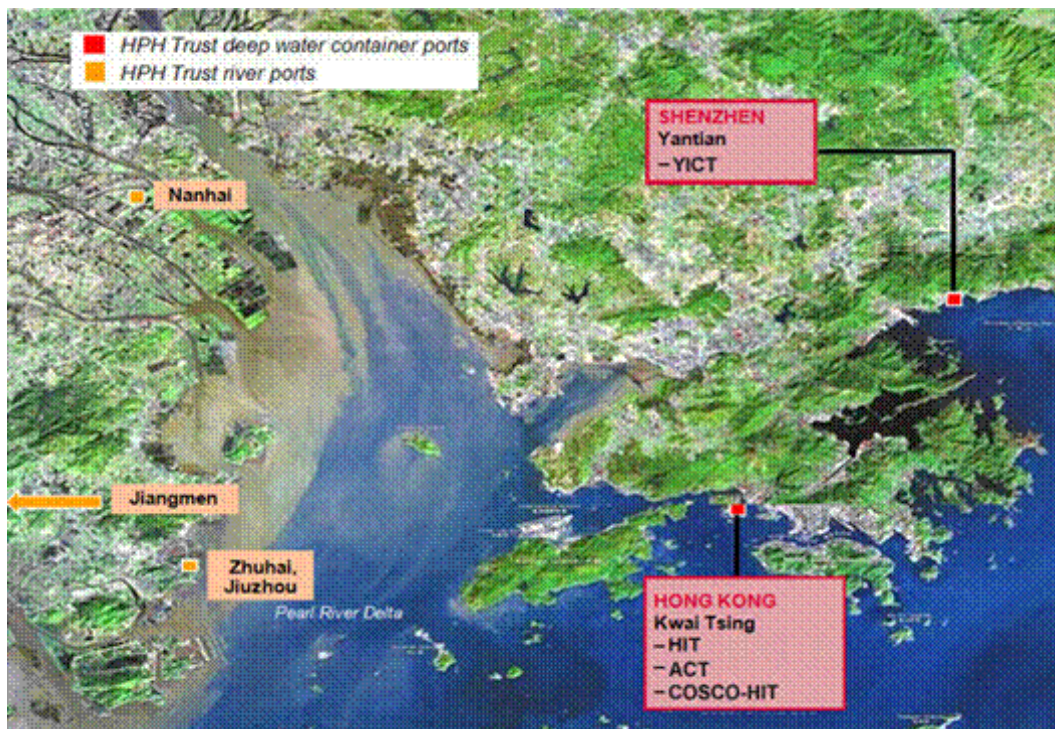 HPH Trust deep water container ports
HPH Trust river ports
SHENZHEN
Yantian
– YICT
Nanhai
Jiangmen
Zhuhai,
Jiuzhou
Pearl River Delta
HONG KONG
Kwai Tsing
– HIT
– ACT
– COSCO-HIT